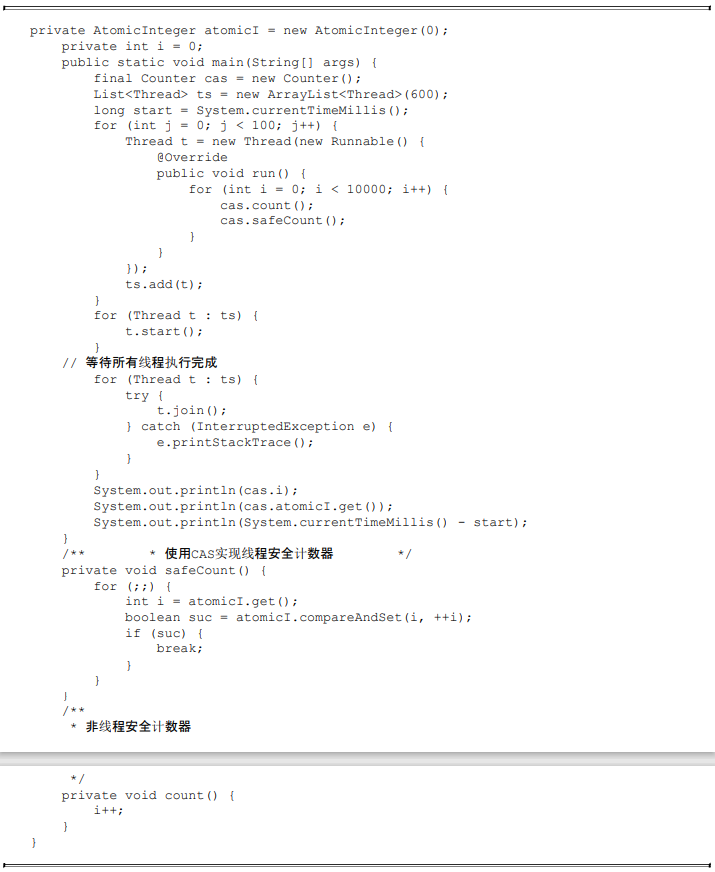 private AtomicInteger atomicI = new AtomicInteger(0);
    private int i = 0;
    public static void main(String[] args) {
        final Counter cas = new Counter();
        List<Thread> ts = new ArrayList<Thread>(600);
        long start = System.currentTimeMillis();
        for (int j = 0; j < 100; j++) {
            Thread t = new Thread(new Runnable() {
                @Override
                public void run() {
                    for (int i = 0; i < 10000; i++) {
                        cas.count();
                        cas.safeCount();
                    }
                }
            });
            ts.add(t);
        }
        for (Thread t : ts) {
            t.start();
        }
    // 等待所有线程执行完成
        for (Thread t : ts) {
            try {
                t.join();
            } catch (InterruptedException e) {
                e.printStackTrace();
            }
        }
        System.out.println(cas.i);
        System.out.println(cas.atomicI.get());
        System.out.println(System.currentTimeMillis() - start);
    }
    /**        * 使用CAS实现线程安全计数器        */
    private void safeCount() {
        for (;;) {
            int i = atomicI.get();
            boolean suc = atomicI.compareAndSet(i, ++i);
            if (suc) {
                break;
            }
        }
    }
    /**
     * 非线程安全计数器
     */
    private void count() {
        i++;
    }
}